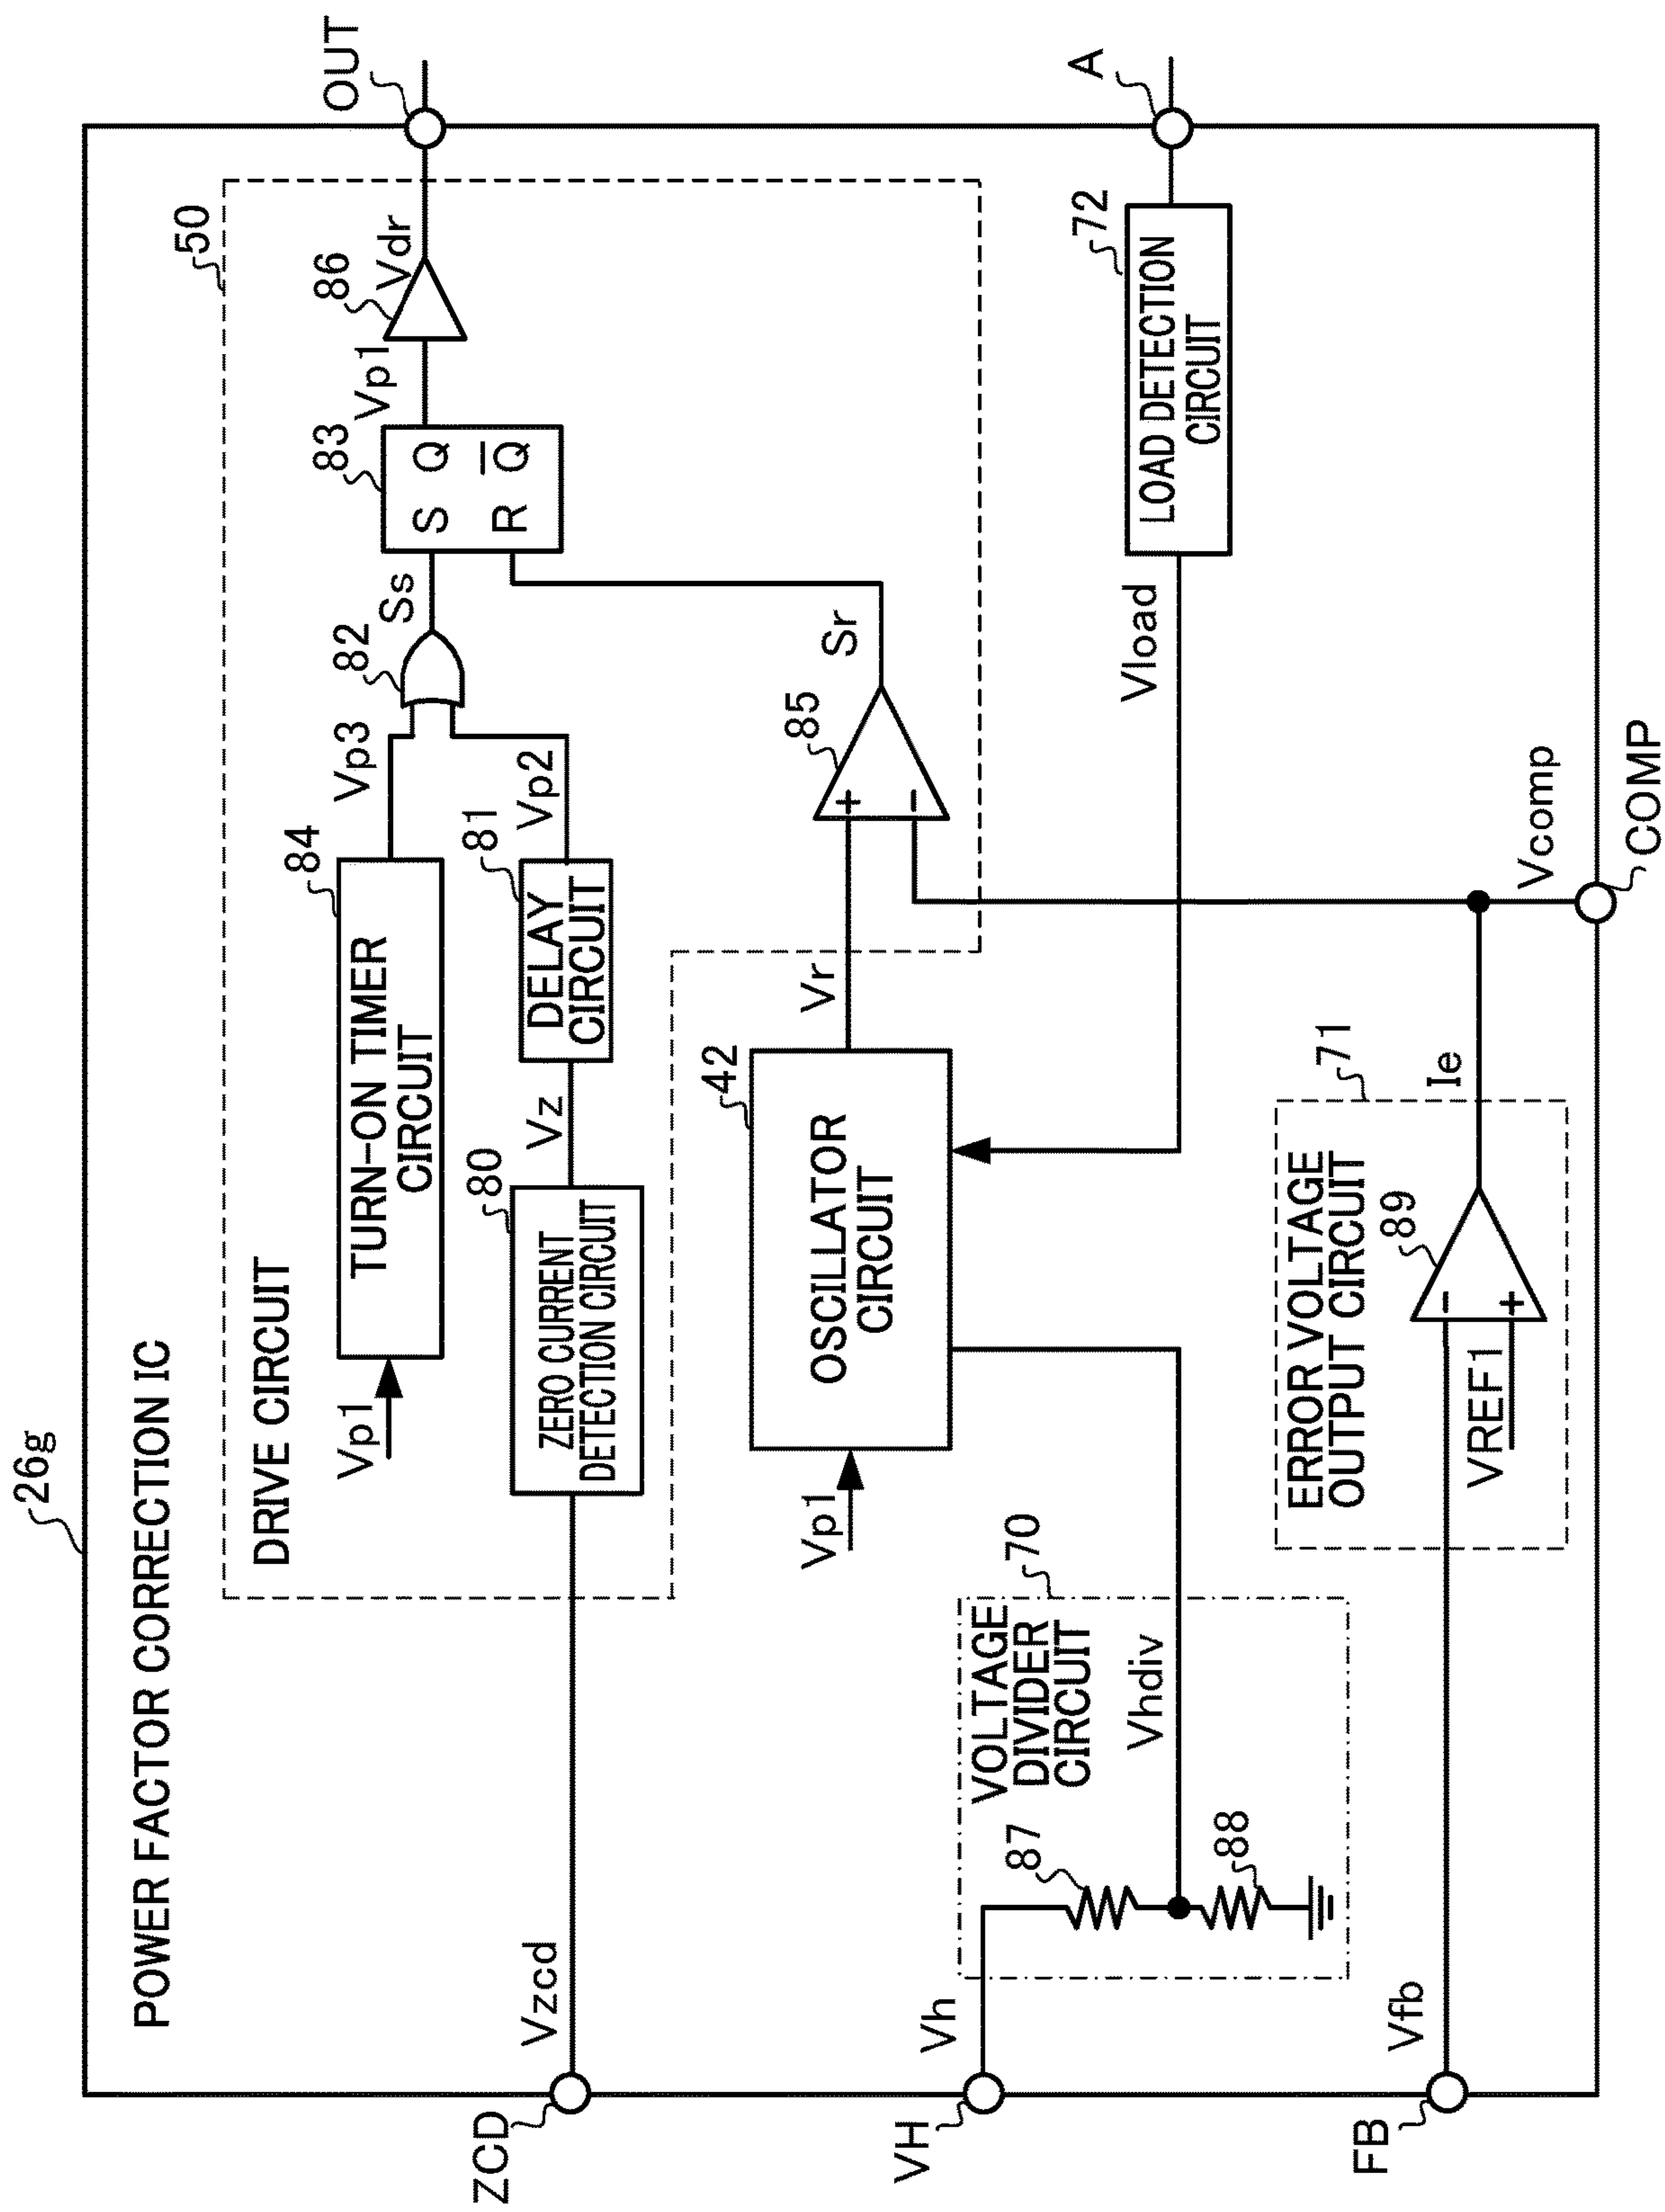 26g
POWER FACTOR CORRECTION IC
DRIVE CIRCUIT
50
Vp1
TURN-ON TIMER
CIRCUIT
84
Vp3
82
Ss
83
S Q
R Q̅
Vp1
86
Vdr
OUT
ZCD
Vzcd
80
ZERO CURRENT
DETECTION CIRCUIT
Vz
81
DELAY
CIRCUIT
Vp2
Vp1
42
OSCILLATOR
CIRCUIT
Vr
85
+
-
Sr
VH
Vh
VOLTAGE
DIVIDER
CIRCUIT
70
87
88
Vhdiv
Vload
72
LOAD DETECTION
CIRCUIT
A
FB
Vfb
ERROR VOLTAGE
OUTPUT CIRCUIT
71
VREF1
89
-
+
Ie
Vcomp
COMP